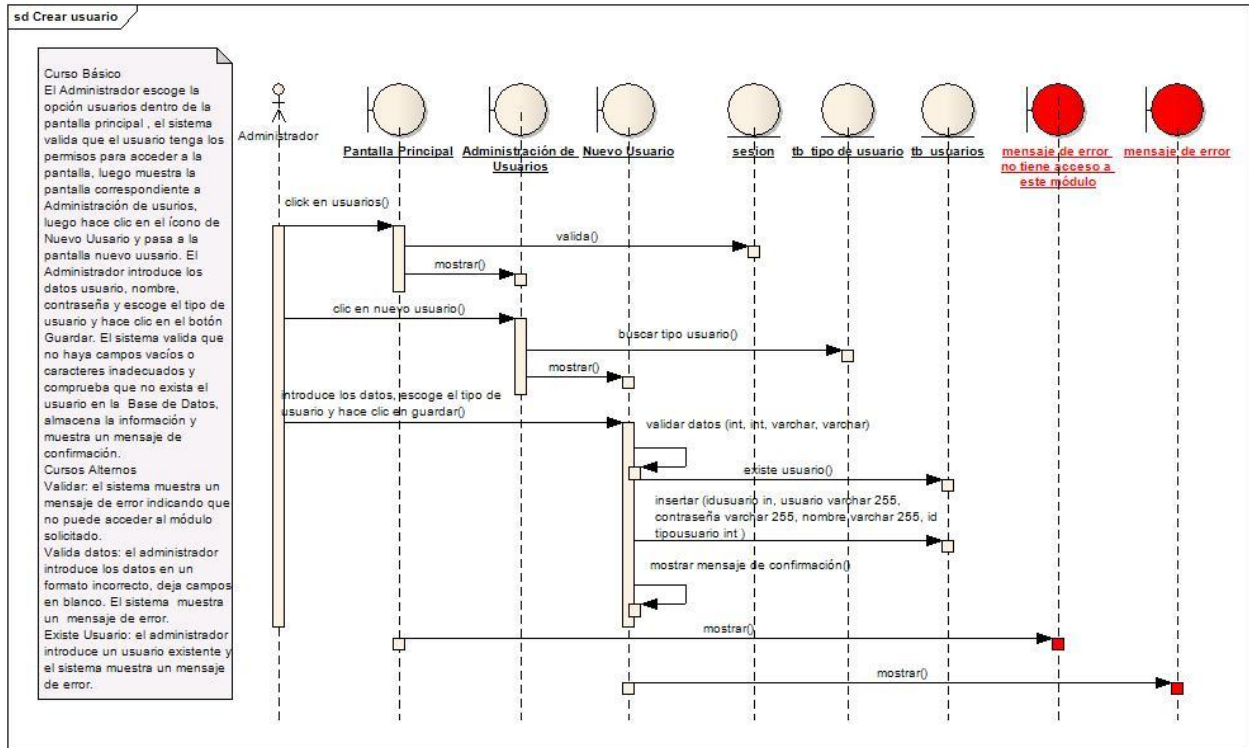 sd Crear usuario
Curso Básico
El Administrador escoge la
opción usuarios dentro de la
pantalla principal , el sistema
valida que el usuario tenga los
permisos para acceder a la
pantalla, luego muestra la
pantalla correspondiente a
Administración de usurios,
luego hace clic en el ícono de
Nuevo Uusario y pasa a la
pantalla nuevo uusario. El
Administrador introduce los
datos usuario, nombre,
contraseña y escoge el tipo de
usuario y hace clic en el botón
Guardar. El sistema valida que
no haya campos vacíos o
caracteres inadecuados y
comprueba que no exista el
usuario en la Base de Datos,
almacena la información y
muestra un mensaje de
confirmación.
Cursos Alternos
Validar: el sistema muestra un
mensaje de error indicando que
no puede acceder al módulo
solicitado.
Valida datos: el administrador
introduce los datos en un
formato incorrecto, deja campos
en blanco. El sistema muestra
un mensaje de error.
Existe Usuario: el administrador
introduce un usuario existente y
el sistema muestra un mensaje
de error.
Administrador
Pantalla Principal
Administración de
Usuarios
Nuevo Usuario
sesion
tb_tipo de usuario
tb_usuarios
mensaje de error
no tiene acceso a
este módulo
mensaje de error
click en usuarios()
valida()
mostrar()
clic en nuevo usuario()
buscar tipo usuario()
mostrar()
introduce los datos, escoge el tipo de
usuario y hace clic en guardar()
validar datos (int, int, varchar, varchar)
existe usuario()
insertar (idusuario in, usuario varchar 255,
contraseña varchar 255, nombre varchar 255, id
tipousuario int )
mostrar mensaje de confirmación()
mostrar()
mostrar()